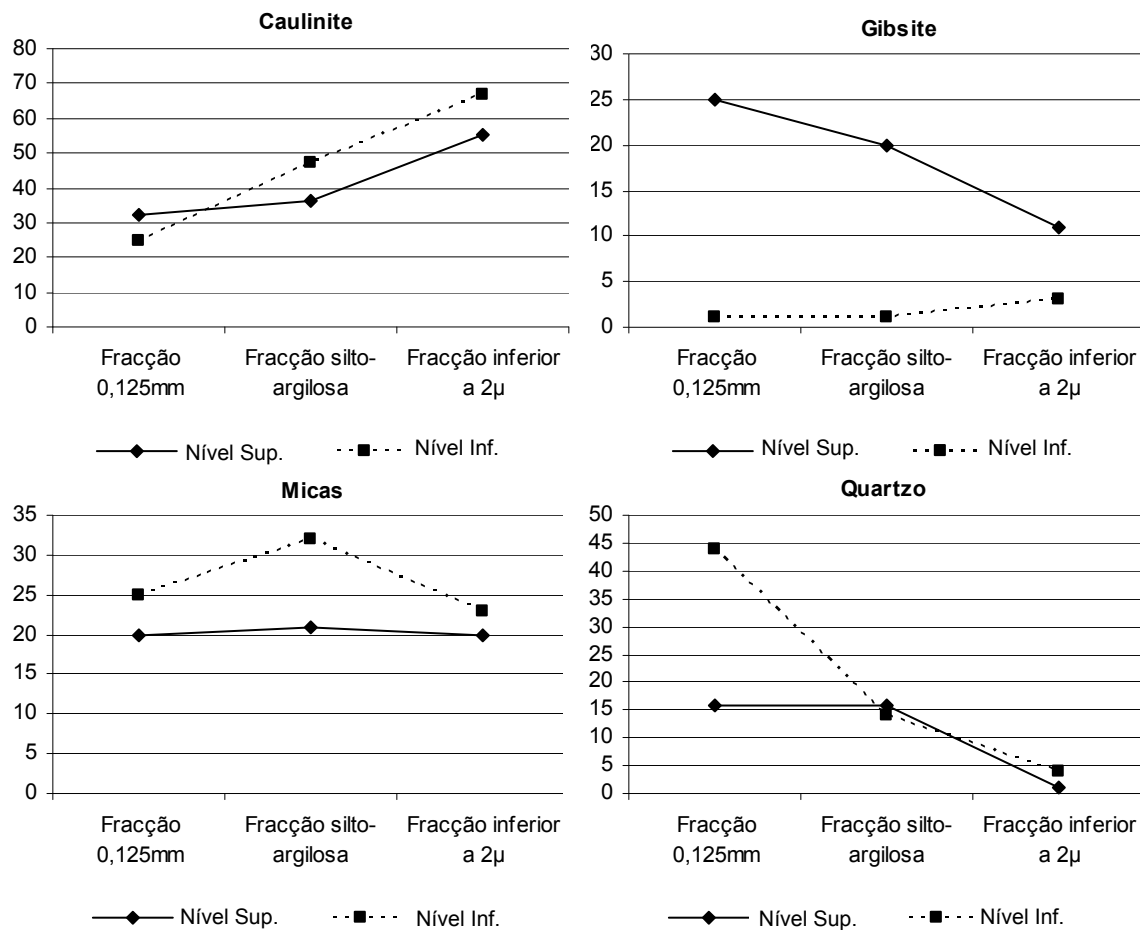 Caulinite
80
70
60
50
40
30
20
10
0
Fracção
0,125mm
Fracção silto-
argilosa
Fracção inferior
a 2µ
Nível Sup.
Nível Inf.
Gibsite
30
25
20
15
10
5
0
Fracção
0,125mm
Fracção silto-
argilosa
Fracção inferior
a 2µ
Nível Sup.
Nível Inf.
Micas
35
30
25
20
15
10
5
0
Fracção
0,125mm
Fracção silto-
argilosa
Fracção inferior
a 2µ
Nível Sup.
Nível Inf.
Quartzo
50
45
40
35
30
25
20
15
10
5
0
Fracção
0,125mm
Fracção silto-
argilosa
Fracção inferior
a 2µ
Nível Sup.
Nível Inf.